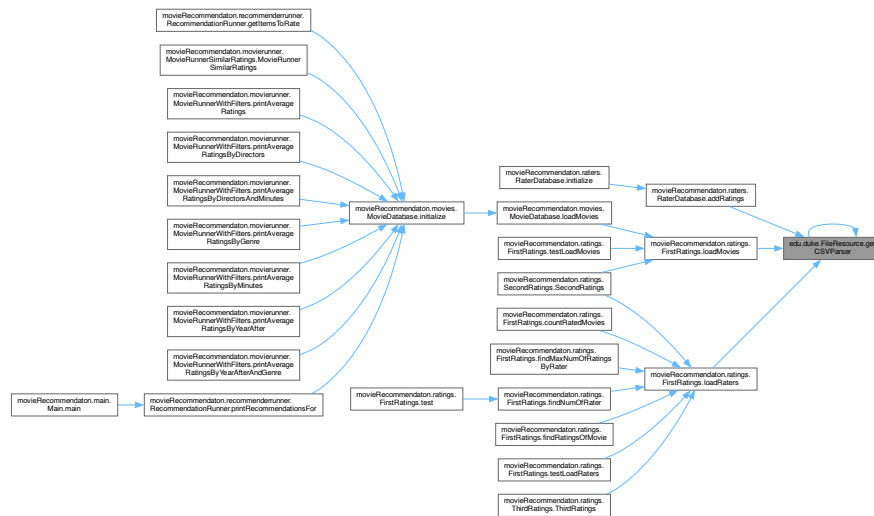 movieRecommendaton.recommenderrunner.
RecommendationRunner.getItemsToRate
movieRecommendaton.movierunner.
MovieRunnerSimilarRatings.MovieRunner
SimilarRatings
movieRecommendaton.movierunner.
MovieRunnerWithFilters.printAverage
Ratings
movieRecommendaton.movierunner.
MovieRunnerWithFilters.printAverage
RatingsByDirectors
movieRecommendaton.movierunner.
MovieRunnerWithFilters.printAverage
RatingsByDirectorsAndMinutes
movieRecommendaton.movierunner.
MovieRunnerWithFilters.printAverage
RatingsByGenre
movieRecommendaton.movierunner.
MovieRunnerWithFilters.printAverage
RatingsByMinutes
movieRecommendaton.movierunner.
MovieRunnerWithFilters.printAverage
RatingsByYearAfter
movieRecommendaton.movierunner.
MovieRunnerWithFilters.printAverage
RatingsByYearAfterAndGenre
movieRecommendaton.main.
Main.main
movieRecommendaton.recommenderrunner.
RecommendationRunner.printRecommendationsFor
movieRecommendaton.movies.
MovieDatabase.initialize
movieRecommendaton.ratings.
FirstRatings.test
movieRecommendaton.raters.
RaterDatabase.initialize
movieRecommendaton.movies.
MovieDatabase.loadMovies
movieRecommendaton.ratings.
FirstRatings.testLoadMovies
movieRecommendaton.ratings.
SecondRatings.SecondRatings
movieRecommendaton.ratings.
FirstRatings.countRatedMovies
movieRecommendaton.ratings.
FirstRatings.findMaxNumOfRatings
ByRater
movieRecommendaton.ratings.
FirstRatings.findNumOfRater
movieRecommendaton.ratings.
FirstRatings.findRatingsOfMovie
movieRecommendaton.ratings.
FirstRatings.testLoadRaters
movieRecommendaton.ratings.
ThirdRatings.ThirdRatings
movieRecommendaton.raters.
RaterDatabase.addRatings
movieRecommendaton.ratings.
FirstRatings.loadMovies
movieRecommendaton.ratings.
FirstRatings.loadRaters
edu.duke.FileResource.get
CSVParser